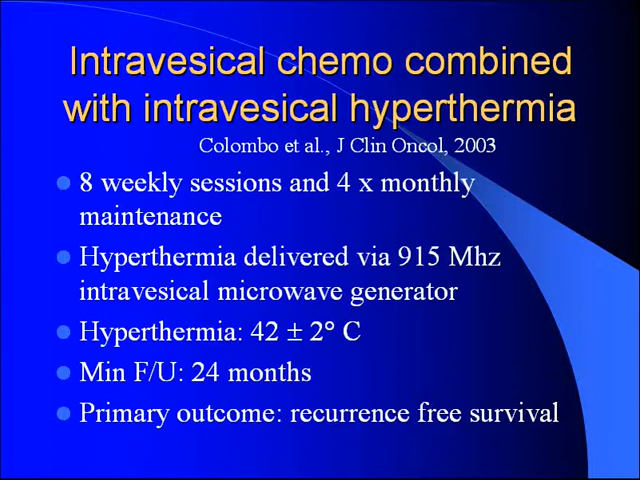 Intravesical chemo combined
with intravesical hyperthermia
Colombo et al., J Clin Oncol, 2003
8 weekly sessions and 4 x monthly
maintenance
Hyperthermia delivered via 915 Mhz
intravesical microwave generator
Hyperthermia: 42 ± 2° C
Min F/U: 24 months
Primary outcome: recurrence free survival